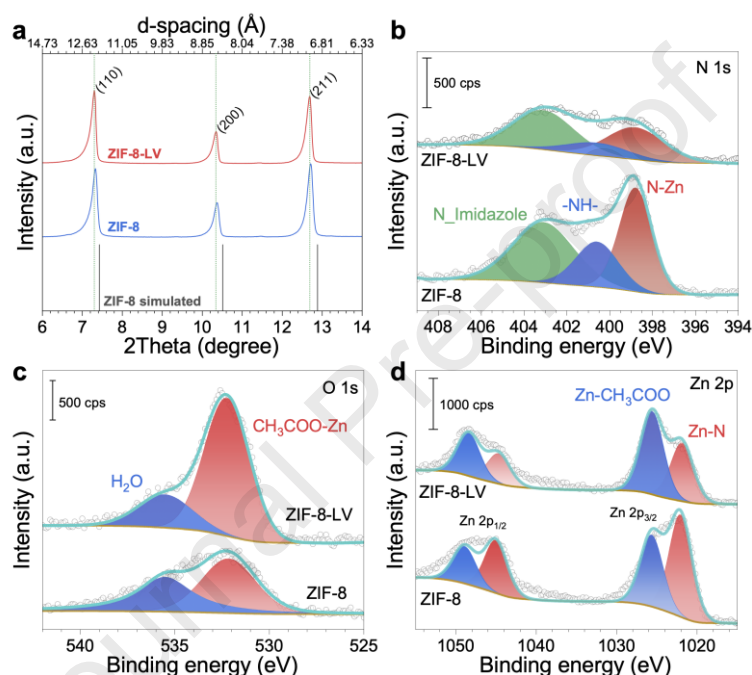 a
d-spacing (Å)
14.73 12.63 11.05 9.83 8.85 8.04 7.38 6.81 6.33
(110)
(200)
(211)
ZIF-8-LV
ZIF-8
ZIF-8 simulated
Intensity (a.u.)
6 7 8 9 10 11 12 13 14
2Theta (degree)
b
N 1s
500 cps
ZIF-8-LV
N_Imidazole
-NH-
N-Zn
ZIF-8
Intensity (a.u.)
408 406 404 402 400 398 396 394
Binding energy (eV)
c
O 1s
500 cps
CH₃COO-Zn
H₂O
ZIF-8-LV
ZIF-8
Intensity (a.u.)
540 535 530 525
Binding energy (eV)
d
Zn 2p
1000 cps
Zn-CH₃COO
Zn-N
ZIF-8-LV
Zn 2p₁/₂
Zn 2p₃/₂
ZIF-8
Intensity (a.u.)
1050 1040 1030 1020
Binding energy (eV)
Journal Pre-proof